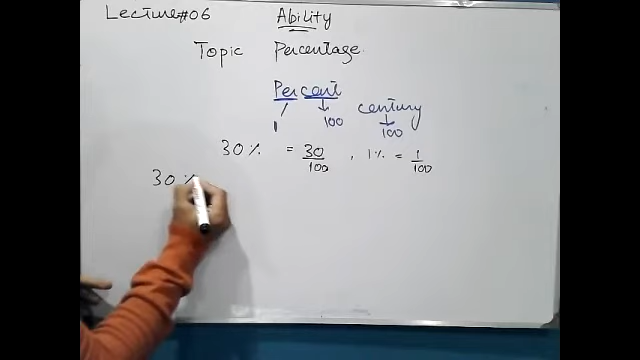 Lecture#06 Ability
Topic Percentage
Percent century
/ 100 100
30% = 30/100 , 1% = 1/100
30%